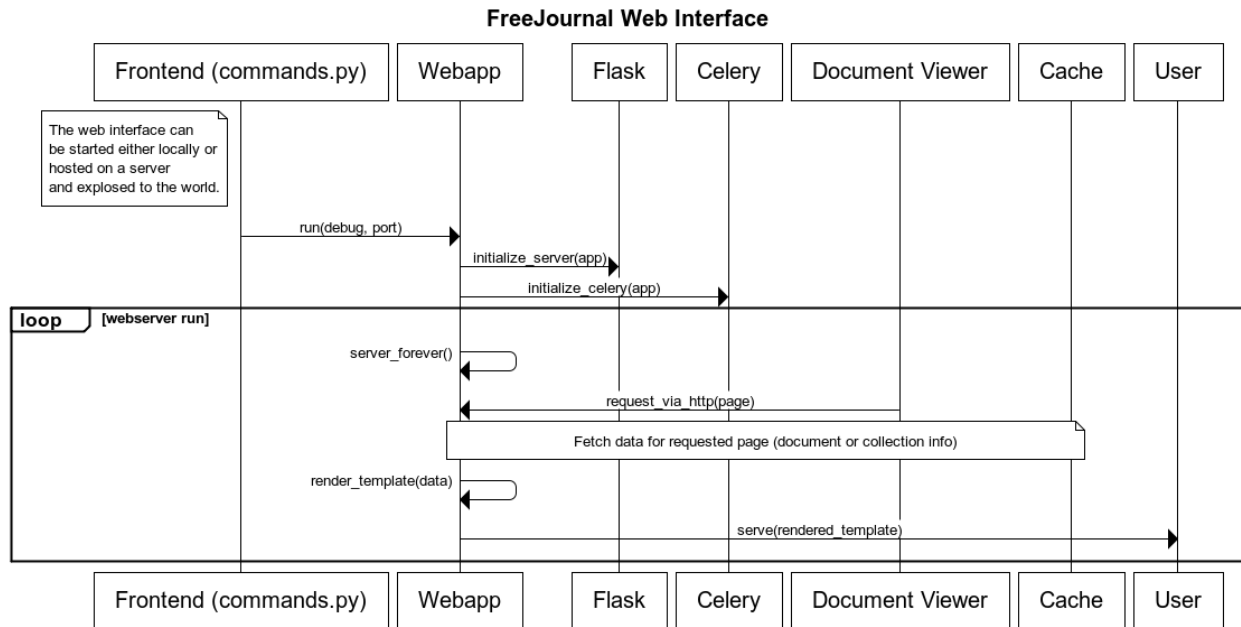 FreeJournal Web Interface
Frontend (commands.py)
Webapp
Flask
Celery
Document Viewer
Cache
User
The web interface can
be started either locally or
hosted on a server
and explosed to the world.
run(debug, port)
initialize_server(app)
initialize_celery(app)
loop
[webserver run]
server_forever()
request_via_http(page)
Fetch data for requested page (document or collection info)
render_template(data)
serve(rendered_template)
Frontend (commands.py)
Webapp
Flask
Celery
Document Viewer
Cache
User